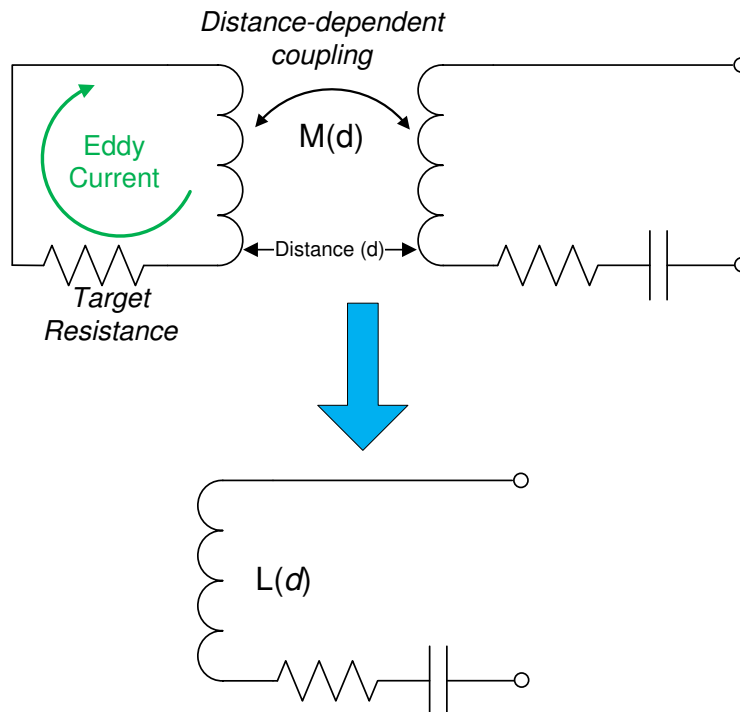 Distance-dependent
coupling
M(d)
Eddy
Current
Distance (d)
Target
Resistance
L(d)